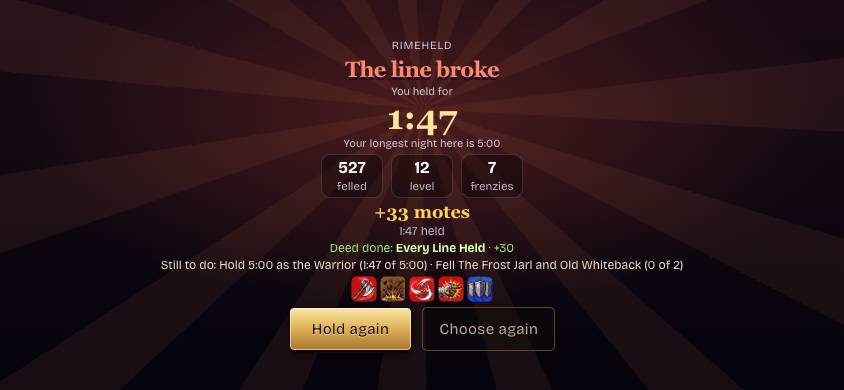 RIMEHELD
The line broke
You held for
1:47
Your longest night here is 5:00
527 12 7
felled level frenzies
+33 motes
1:47 held
Deed done: Every Line Held · +30
Still to do: Hold 5:00 as the Warrior (1:47 of 5:00) · Fell The Frost Jarl and Old Whiteback (0 of 2)
Hold again Choose again